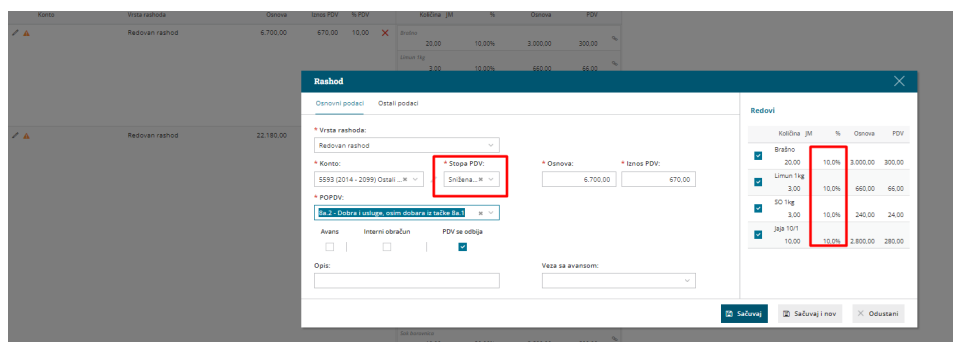 Konto Vrsta rashoda Osnova Iznos PDV % PDV Količina JM % Osnova PDV
Redovan rashod 6.700,00 670,00 10,00 Brašno
20,00 10,00% 3.000,00 300,00
Limun 1kg
3,00 10,00% 660,00 66,00
Rashod
Osnovni podaci Ostali podaci
Redovi
* Vrsta rashoda:
Redovan rashod
Količina JM % Osnova PDV
Brašno
20,00 10,0% 3.000,00 300,00
Limun 1kg
3,00 10,0% 660,00 66,00
SO 1kg
3,00 10,0% 240,00 24,00
Jaja 10/1
10,00 10,0% 2.800,00 280,00
* Konto: * Stopa PDV: * Osnova: * Iznos PDV:
5593 (2014 - 2099) Ostali ... Snižena... 6.700,00 670,00
* POPDV:
8a.2 - Dobra i usluge, osim dobara iz tačke 8a.1
Avans Interni obračun PDV se odbija
Opis: Veza sa avansom:
Redovan rashod 22.180,00
Sačuvaj Sačuvaj i nov Odustani